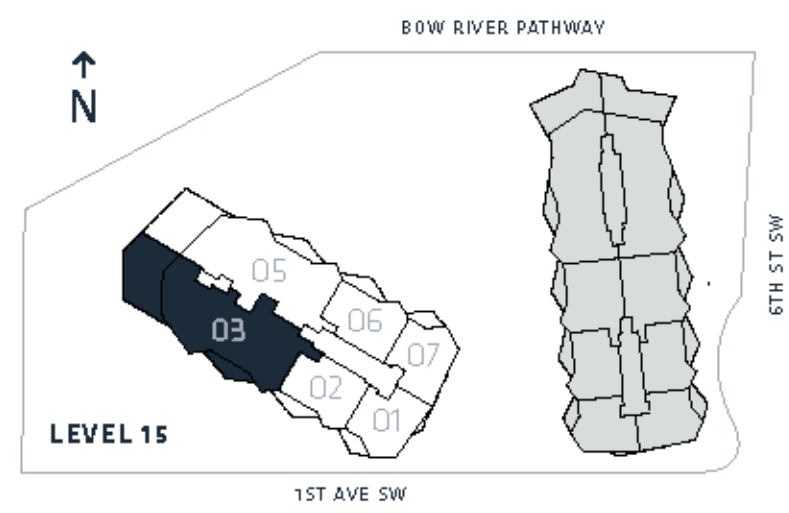 BOW RIVER PATHWAY
N
05
06
03
07
02
01
6TH ST SW
LEVEL 15
1ST AVE SW